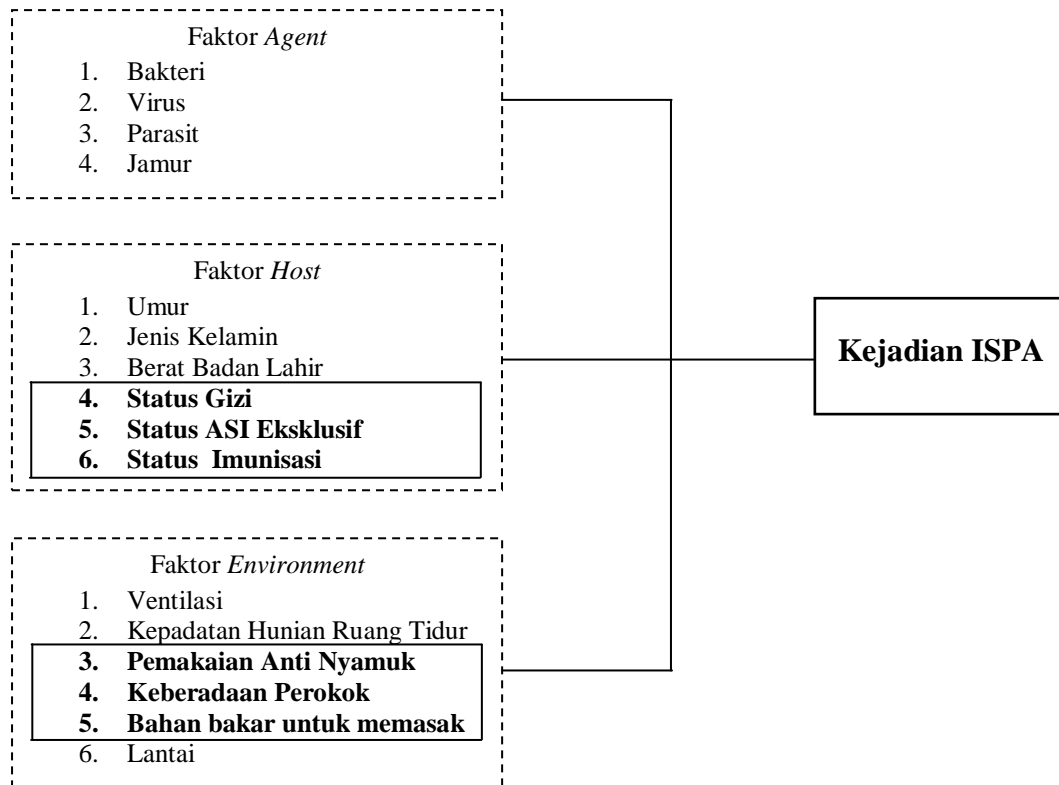 Faktor Agent
1. Bakteri
2. Virus
3. Parasit
4. Jamur
Faktor Host
1. Umur
2. Jenis Kelamin
3. Berat Badan Lahir
4. Status Gizi
5. Status ASI Eksklusif
6. Status Imunisasi
Faktor Environment
1. Ventilasi
2. Kepadatan Hunian Ruang Tidur
3. Pemakaian Anti Nyamuk
4. Keberadaan Perokok
5. Bahan bakar untuk memasak
6. Lantai
Kejadian ISPA